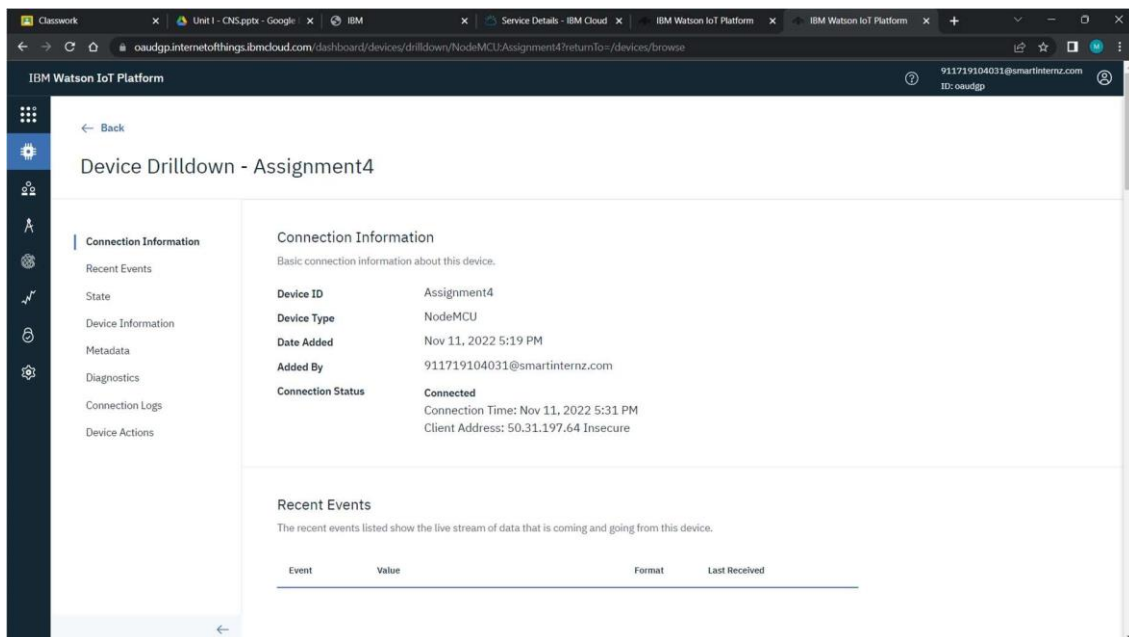 Classwork
Unit I - CNS.pptx - Google
IBM
Service Details - IBM Cloud
IBM Watson IoT Platform
IBM Watson IoT Platform
oaudgp.internetofthings.ibmcloud.com/dashboard/devices/drilldown/NodeMCU:Assignment4?returnTo=/devices/browse
IBM Watson IoT Platform
911719104031@smartinternz.com
ID: oaudgp
Back
Device Drilldown - Assignment4
Connection Information
Recent Events
State
Device Information
Metadata
Diagnostics
Connection Logs
Device Actions
Connection Information
Basic connection information about this device.
Device ID Assignment4
Device Type NodeMCU
Date Added Nov 11, 2022 5:19 PM
Added By 911719104031@smartinternz.com
Connection Status Connected
Connection Time: Nov 11, 2022 5:31 PM
Client Address: 50.31.197.64 Insecure
Recent Events
The recent events listed show the live stream of data that is coming and going from this device.
Event Value Format Last Received